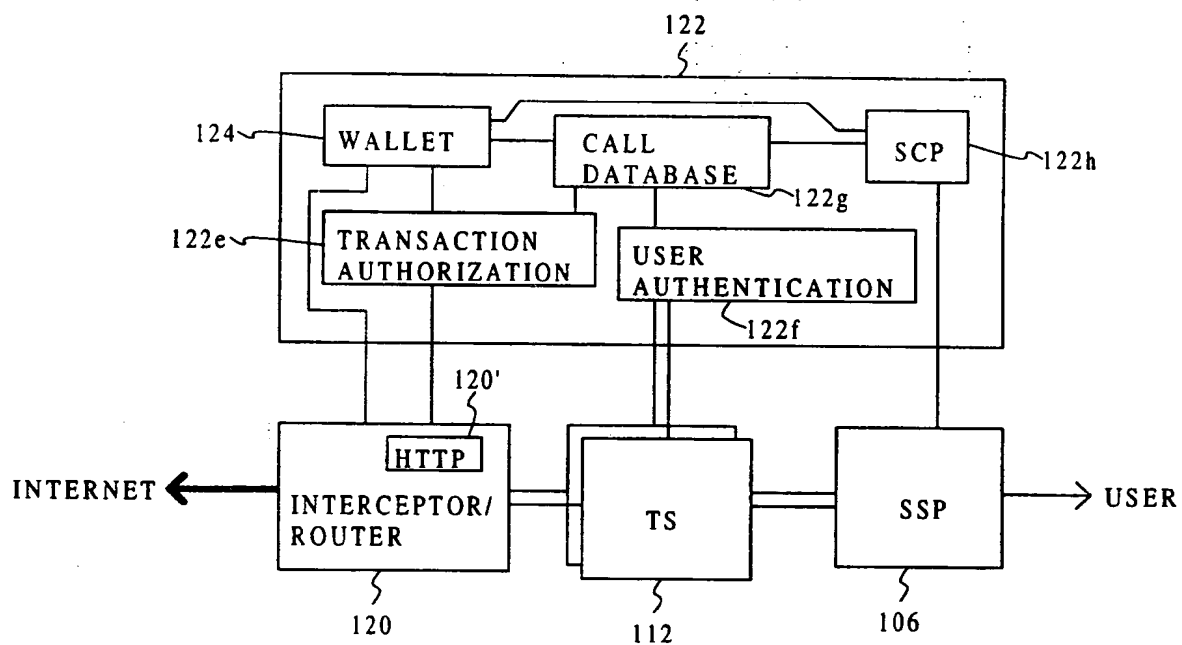 122
124
WALLET
CALL
DATABASE
SCP
122h
122g
122e
TRANSACTION
AUTHORIZATION
USER
AUTHENTICATION
122f
120'
HTTP
INTERNET
INTERCEPTOR/
ROUTER
TS
SSP
USER
120
112
106